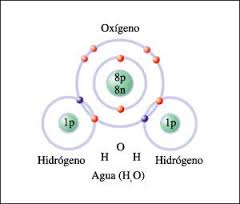 Oxígeno
8p
8n
1p
1p
Hidrógeno
O
H H
Hidrógeno
Agua (H₂O)